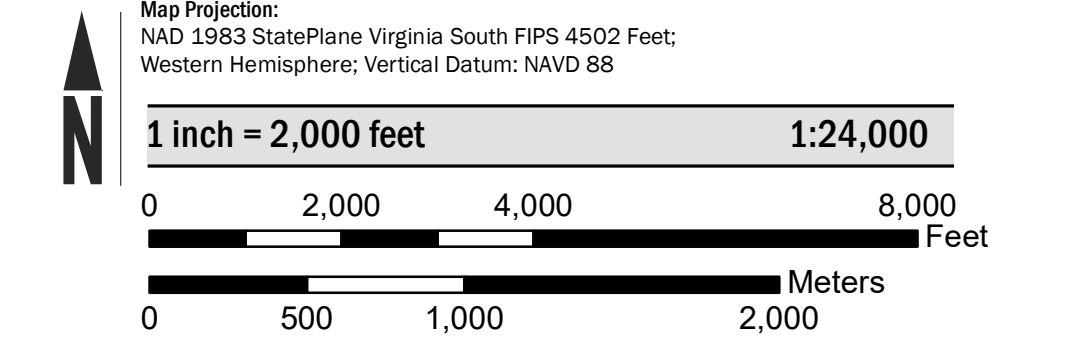 Map Projection:
NAD 1983 StatePlane Virginia South FIPS 4502 Feet;
Western Hemisphere; Vertical Datum: NAVD 88
N
1 inch = 2,000 feet 1:24,000
0 2,000 4,000 8,000
Feet
Meters
0 500 1,000 2,000